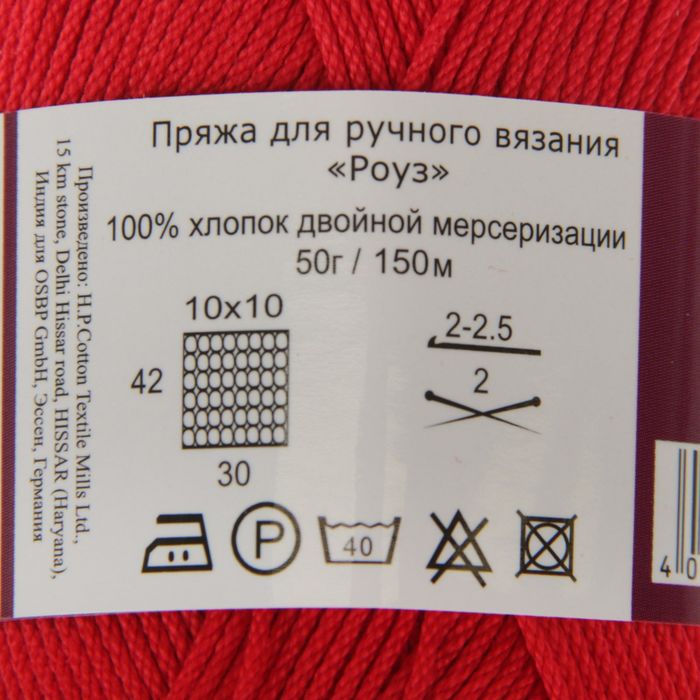 Пряжа для ручного вязания
«Роуз»
100% хлопок двойной мерсеризации
50г / 150м
10x10
42
30
2-2.5
2
P
40
Произведено: H.P.Cotton Textile Mills Ltd.,
15 km stone, Delhi Hissar road, HISSAR (Haryana),
Индия для OSBP GmbH, Эссен, Германия
4 0